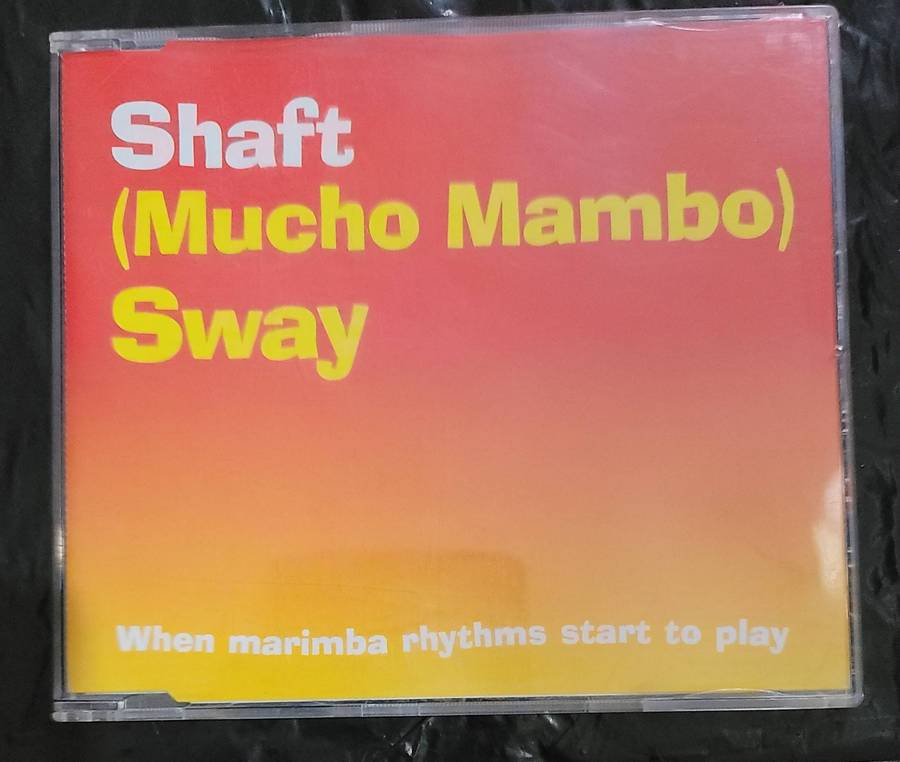 Shaft
(Mucho Mambo)
Sway
When marimba rhythms start to play